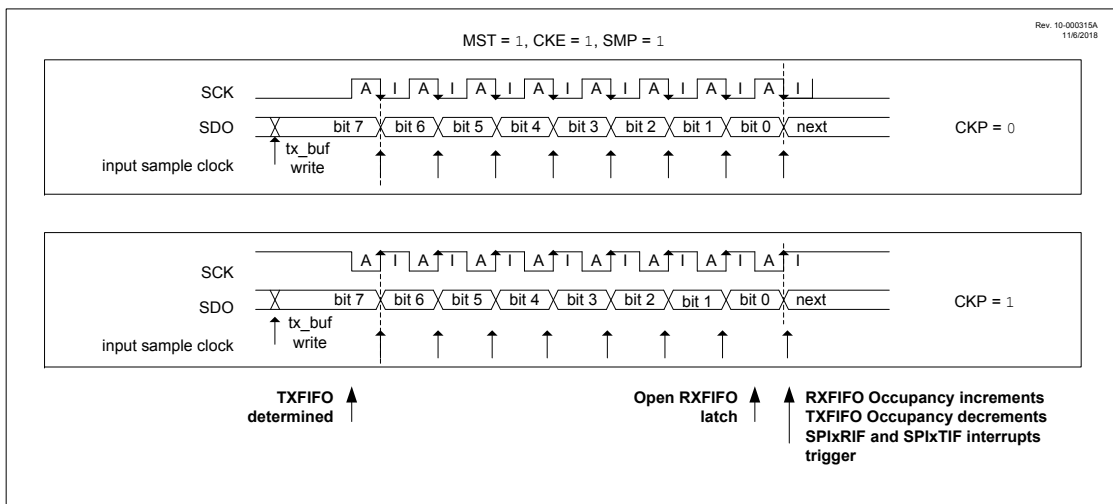 Rev. 10-000315A
11/6/2018
MST = 1, CKE = 1, SMP = 1
SCK
A I A I A I A I A I A I A I A I
SDO
bit 7 bit 6 bit 5 bit 4 bit 3 bit 2 bit 1 bit 0 next
CKP = 0
tx_buf
write
input sample clock
SCK
A I A I A I A I A I A I A I A I
SDO
bit 7 bit 6 bit 5 bit 4 bit 3 bit 2 bit 1 bit 0 next
CKP = 1
tx_buf
write
input sample clock
TXFIFO
determined
Open RXFIFO
latch
RXFIFO Occupancy increments
TXFIFO Occupancy decrements
SPIxRIF and SPIxTIF interrupts
trigger